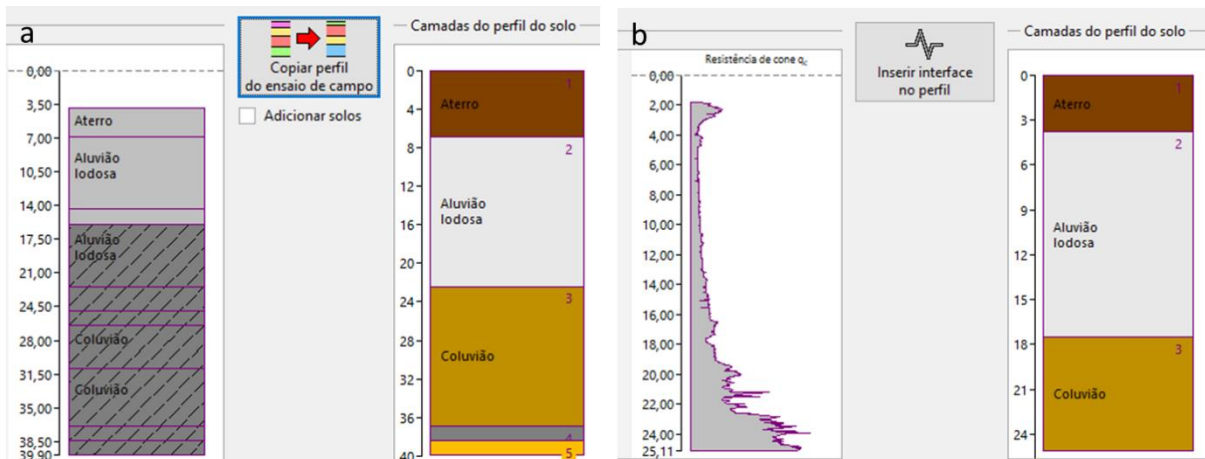 a
Copiar perfil
do ensaio de campo
Adicionar solos
0,00
3,50
7,00
10,50
14,00
17,50
21,00
24,50
28,00
31,50
35,00
38,50
39,90
Aterro
Aluvião
lodosa
Aluvião
lodosa
Coluvião
Coluvião
Camadas do perfil do solo
0
4
8
12
16
20
24
28
32
36
40
1
Aterro
2
Aluvião
lodosa
3
Coluvião
4
5
b
Resistência de cone qc
0,00
2,00
4,00
6,00
8,00
10,00
12,00
14,00
16,00
18,00
20,00
22,00
24,00
25,11
Inserir interface
no perfil
Camadas do perfil do solo
0
3
6
9
12
15
18
21
24
1
Aterro
2
Aluvião
lodosa
3
Coluvião